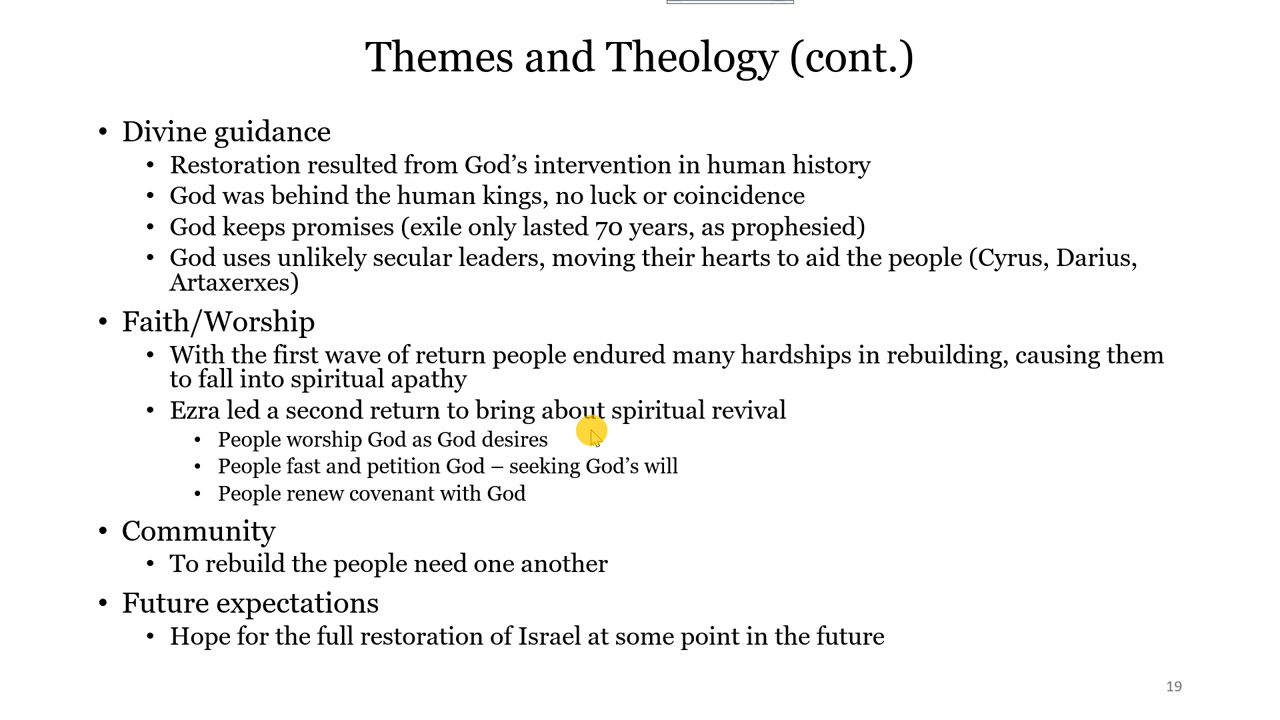 Themes and Theology (cont.)
• Divine guidance
• Restoration resulted from God’s intervention in human history
• God was behind the human kings, no luck or coincidence
• God keeps promises (exile only lasted 70 years, as prophesied)
• God uses unlikely secular leaders, moving their hearts to aid the people (Cyrus, Darius,
Artaxerxes)
• Faith/Worship
• With the first wave of return people endured many hardships in rebuilding, causing them
to fall into spiritual apathy
• Ezra led a second return to bring about spiritual revival
• People worship God as God desires
• People fast and petition God – seeking God’s will
• People renew covenant with God
• Community
• To rebuild the people need one another
• Future expectations
• Hope for the full restoration of Israel at some point in the future
19